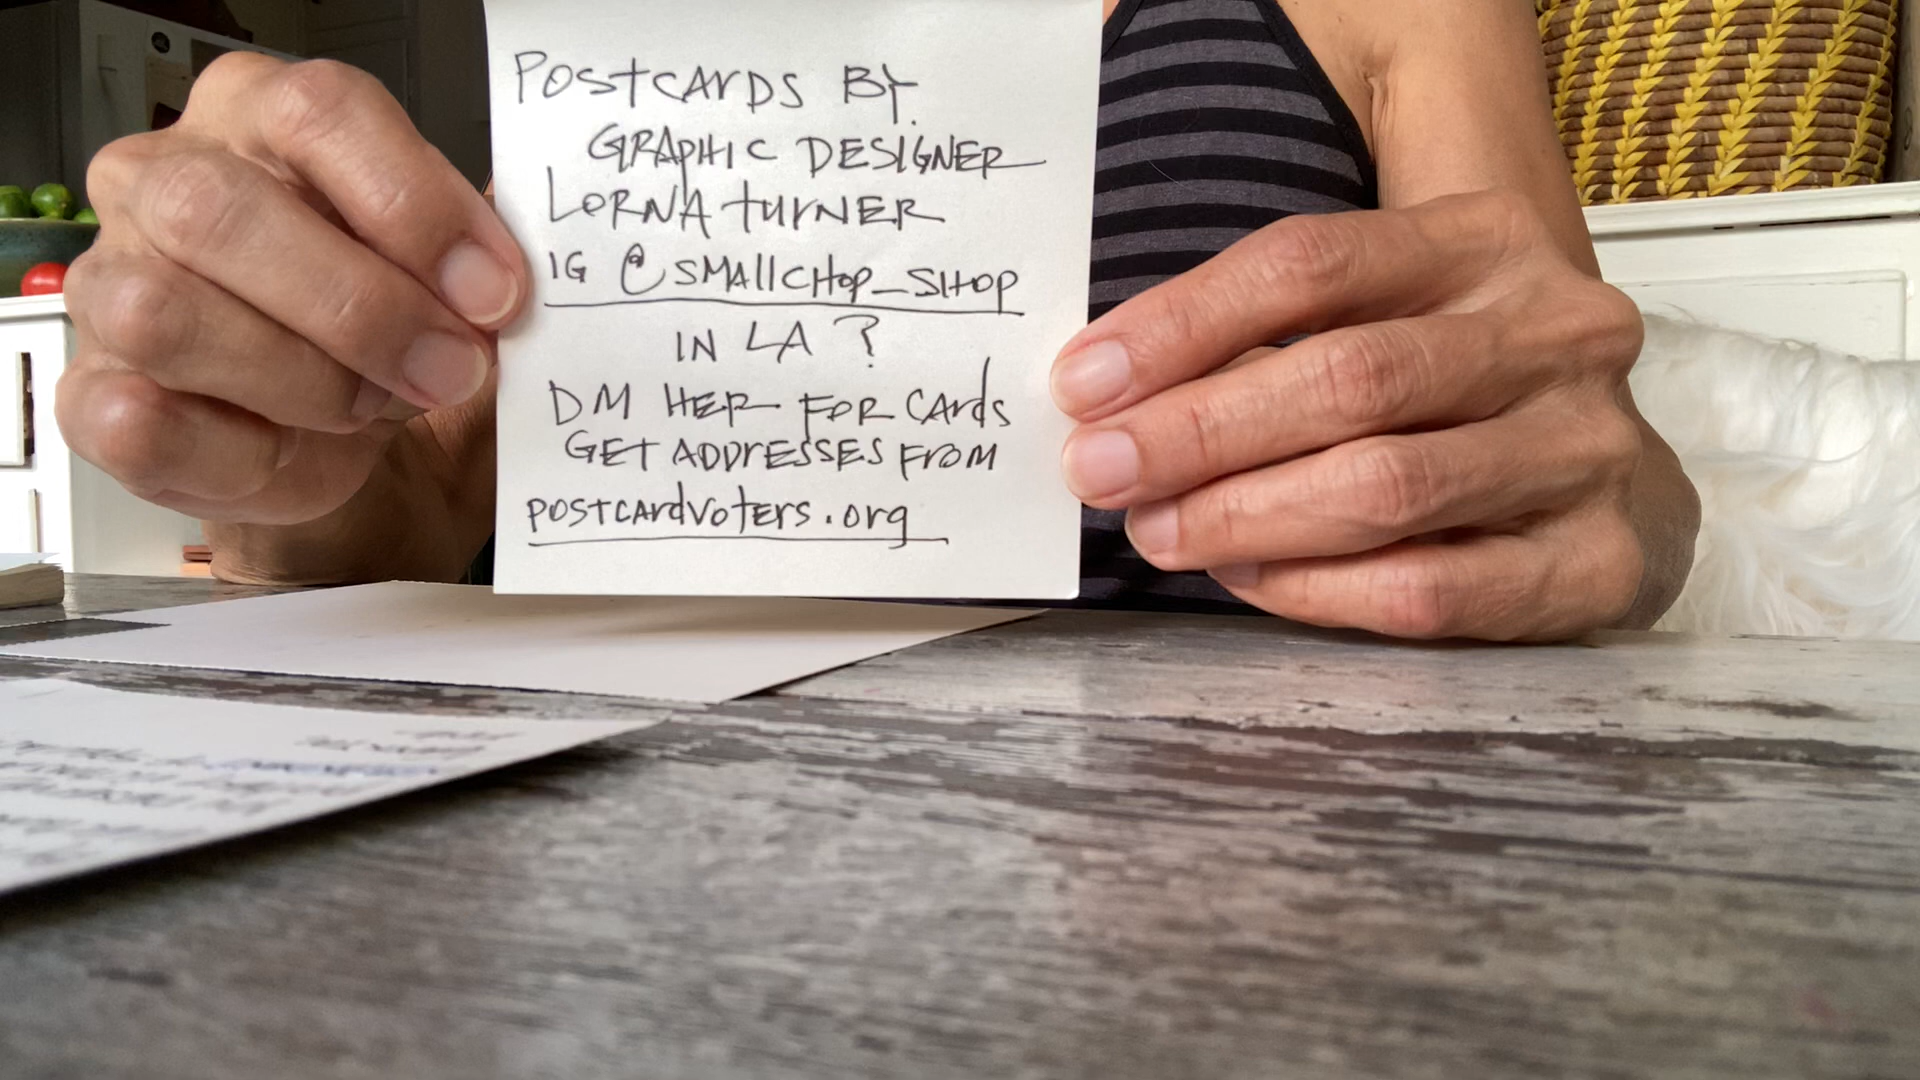 POSTCARDS BY
GRAPHIC DESIGNER
LORNA TURNER
IG @SMALLCHOP_SHOP
IN LA ?
DM HER FOR CARDS
GET ADDRESSES FROM
postcardvoters.org